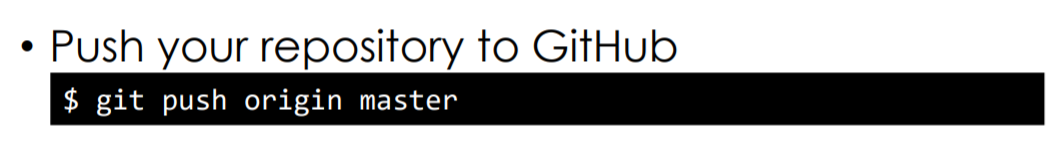 • Push your repository to GitHub
$ git push origin master